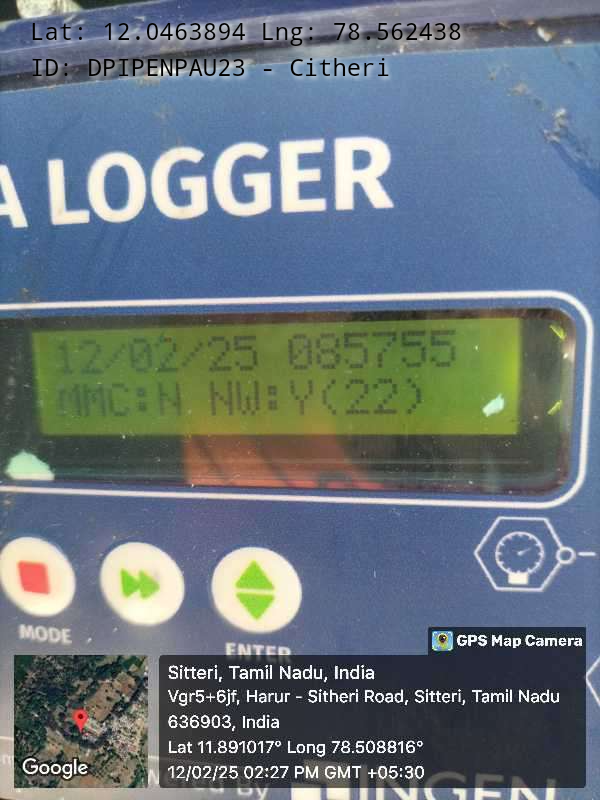 Lat: 12.0463894 Lng: 78.562438
ID: DPIPENPAU23 - Citheri
A LOGGER
12/02/25 085755
MMC:N NW:Y(22)
MODE
ENTER
GPS Map Camera
Sitteri, Tamil Nadu, India
Vgr5+6jf, Harur - Sitheri Road, Sitteri, Tamil Nadu
636903, India
Lat 11.891017° Long 78.508816°
12/02/25 02:27 PM GMT +05:30
Google
By